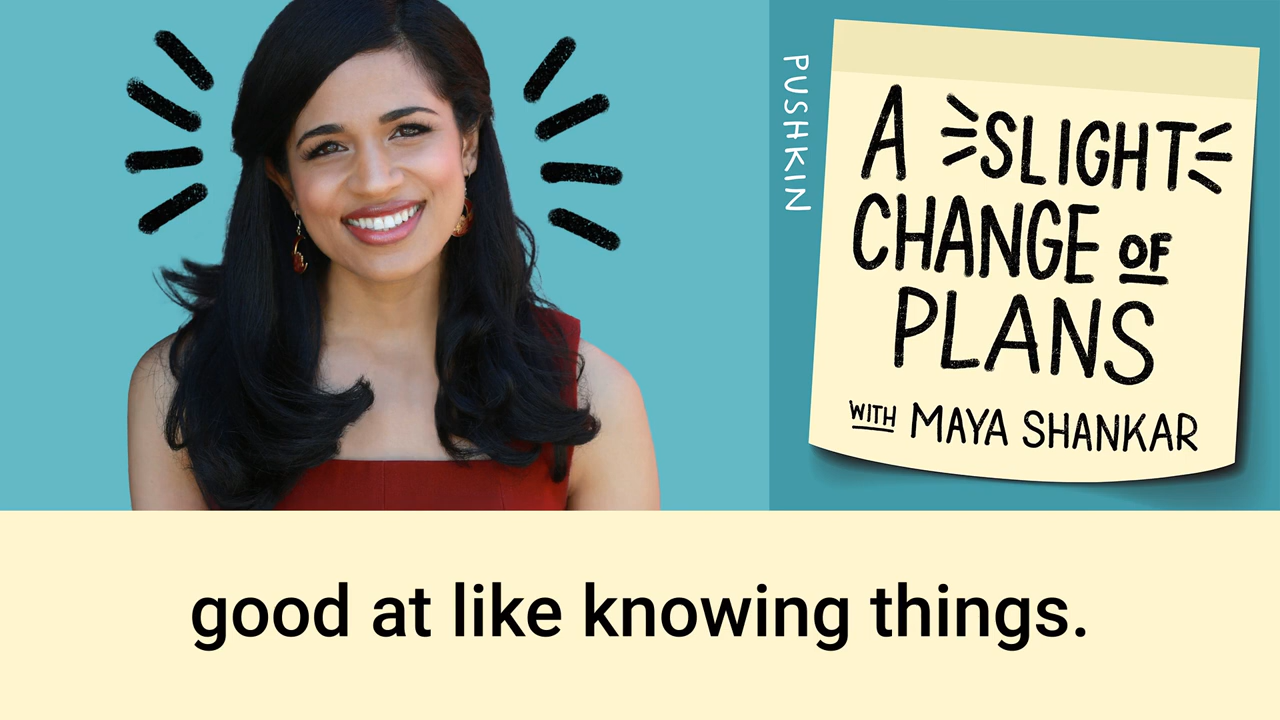 PUSHKIN
A SLIGHT
CHANGE OF
PLANS
WITH MAYA SHANKAR
good at like knowing things.